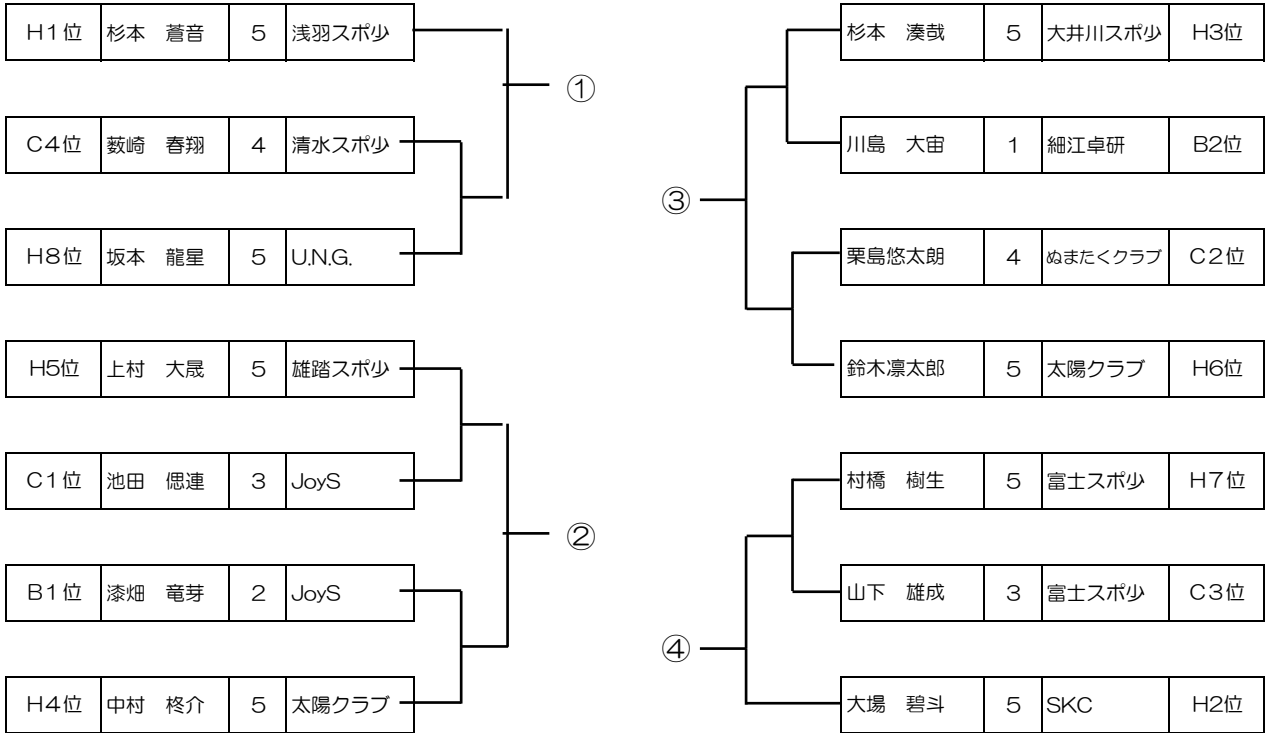 H1位 杉本 蒼音 5 浅羽スポ少
①
C4位 薮崎 春翔 4 清水スポ少
H8位 坂本 龍星 5 U.N.G.
H5位 上村 大晟 5 雄踏スポ少
C1位 池田 偲連 3 JoyS
②
B1位 漆畑 竜芽 2 JoyS
H4位 中村 柊介 5 太陽クラブ
杉本 湊哉 5 大井川スポ少 H3位
川島 大宙 1 細江卓研 B2位
③
栗島悠太朗 4 ぬまたくクラブ C2位
鈴木凛太郎 5 太陽クラブ H6位
村橋 樹生 5 富士スポ少 H7位
山下 雄成 3 富士スポ少 C3位
④
大場 碧斗 5 SKC H2位